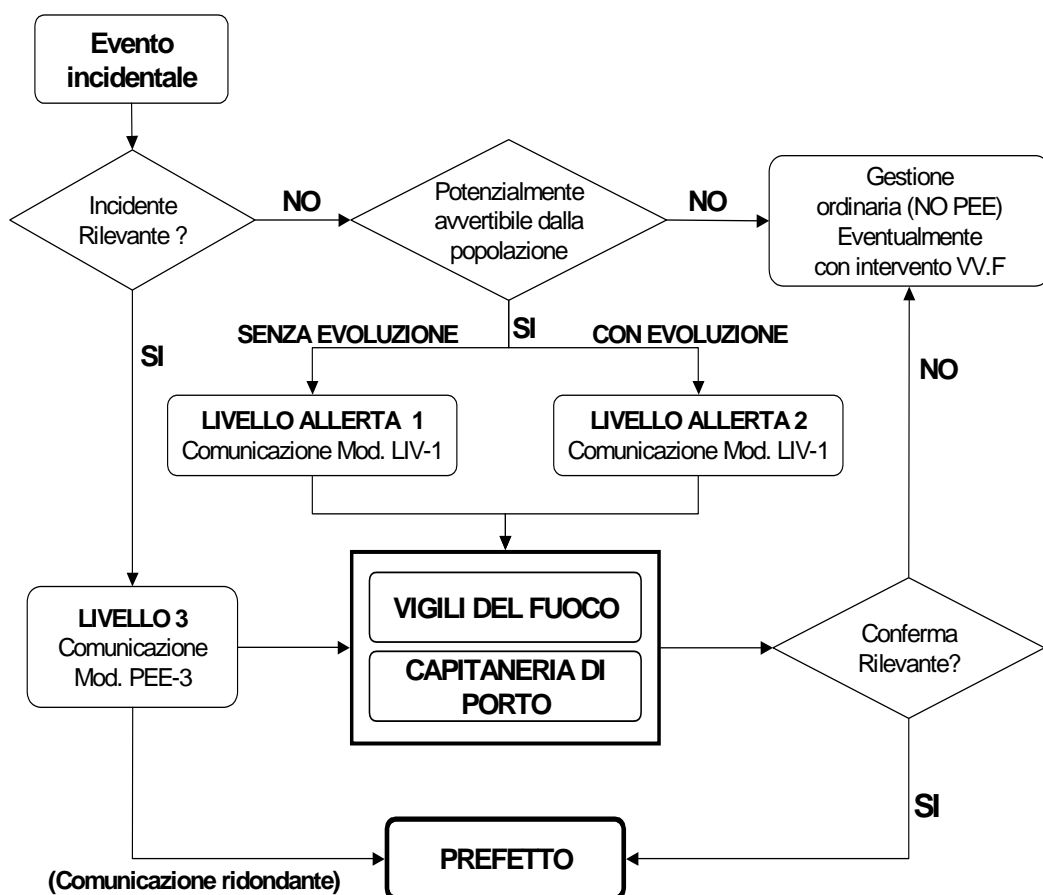 Evento
incidentale
Incidente
Rilevante ?
NO
Potenzialmente
avvertibile dalla
popolazione
NO
Gestione
ordinaria (NO PEE)
Eventualmente
con intervento VV.F
SI
SENZA EVOLUZIONE
SI
CON EVOLUZIONE
NO
LIVELLO ALLERTA 1
Comunicazione Mod. LIV-1
LIVELLO ALLERTA 2
Comunicazione Mod. LIV-1
LIVELLO 3
Comunicazione
Mod. PEE-3
VIGILI DEL FUOCO
CAPITANERIA DI
PORTO
Conferma
Rilevante?
SI
PREFETTO
(Comunicazione ridondante)